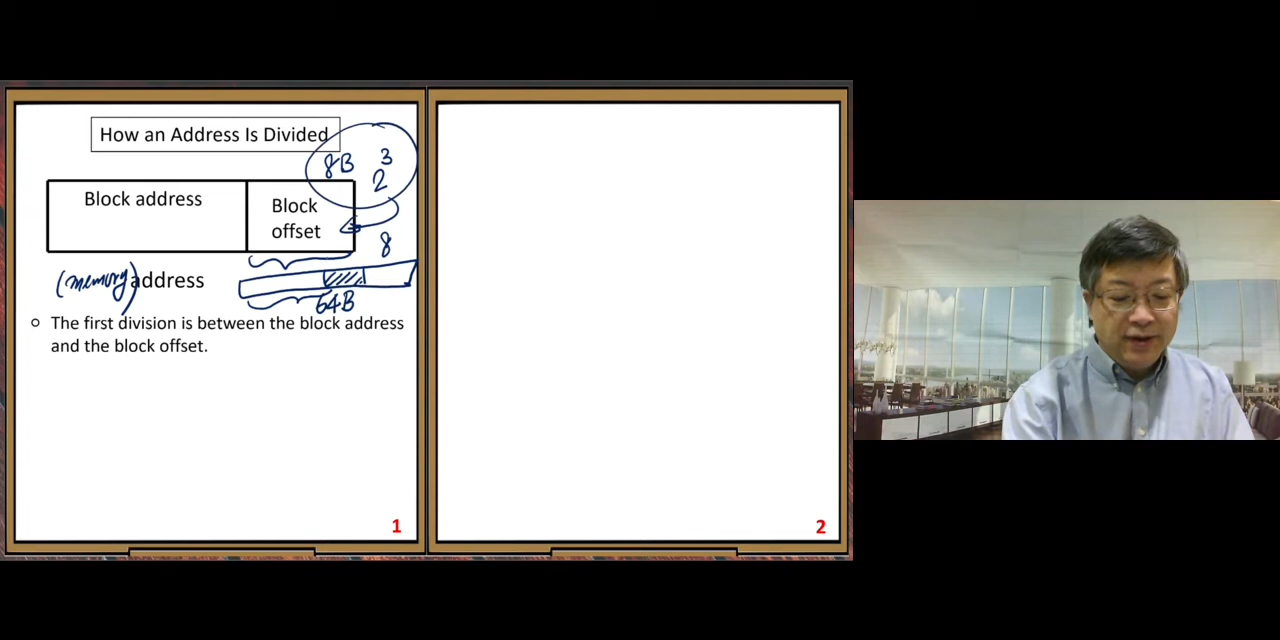 How an Address Is Divided
8B 3
2
Block address
Block
offset
8
(memory) address
64B
The first division is between the block address
and the block offset.
1
2